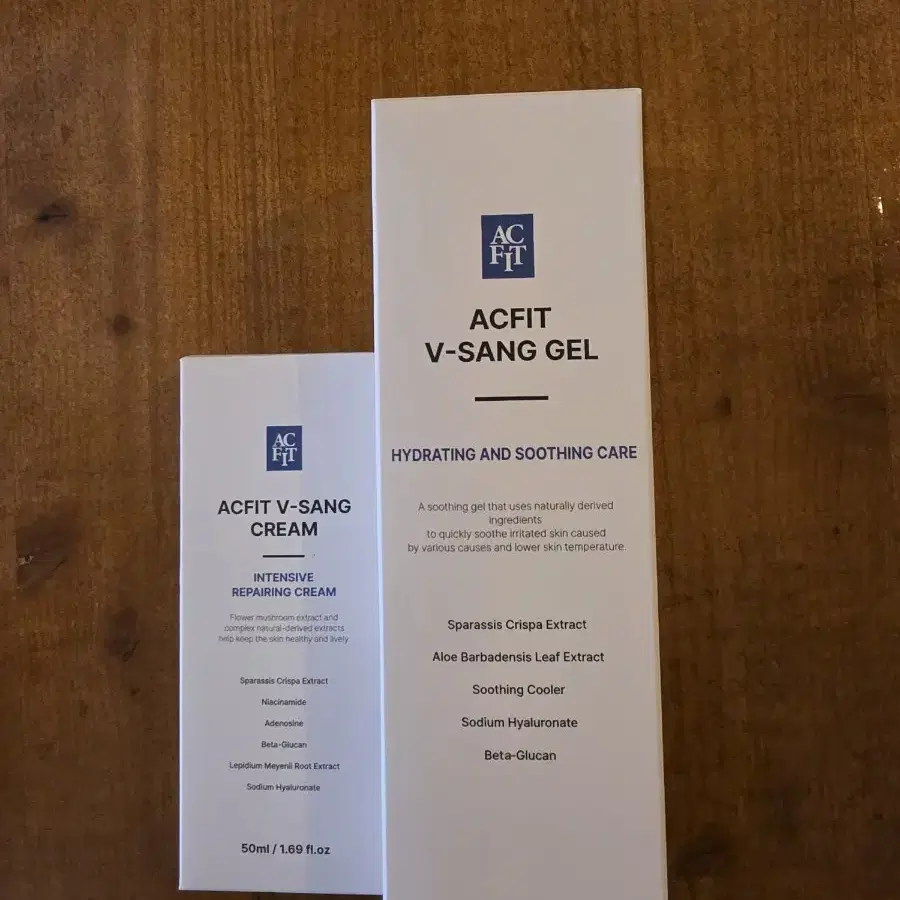 AC
FIT
ACFIT
V-SANG GEL
HYDRATING AND SOOTHING CARE
A soothing gel that uses naturally derived
ingredients
to quickly soothe irritated skin caused
by various causes and lower skin temperature.
Sparassis Crispa Extract
Aloe Barbadensis Leaf Extract
Soothing Cooler
Sodium Hyaluronate
Beta-Glucan
AC
FIT
ACFIT V-SANG
CREAM
INTENSIVE
REPAIRING CREAM
Flower mushroom extract and
complex natural-derived extracts
help keep the skin healthy and lively
Sparassis Crispa Extract
Niacinamide
Adenosine
Beta-Glucan
Lepidium Meyenii Root Extract
Sodium Hyaluronate
50ml / 1.69 fl.oz